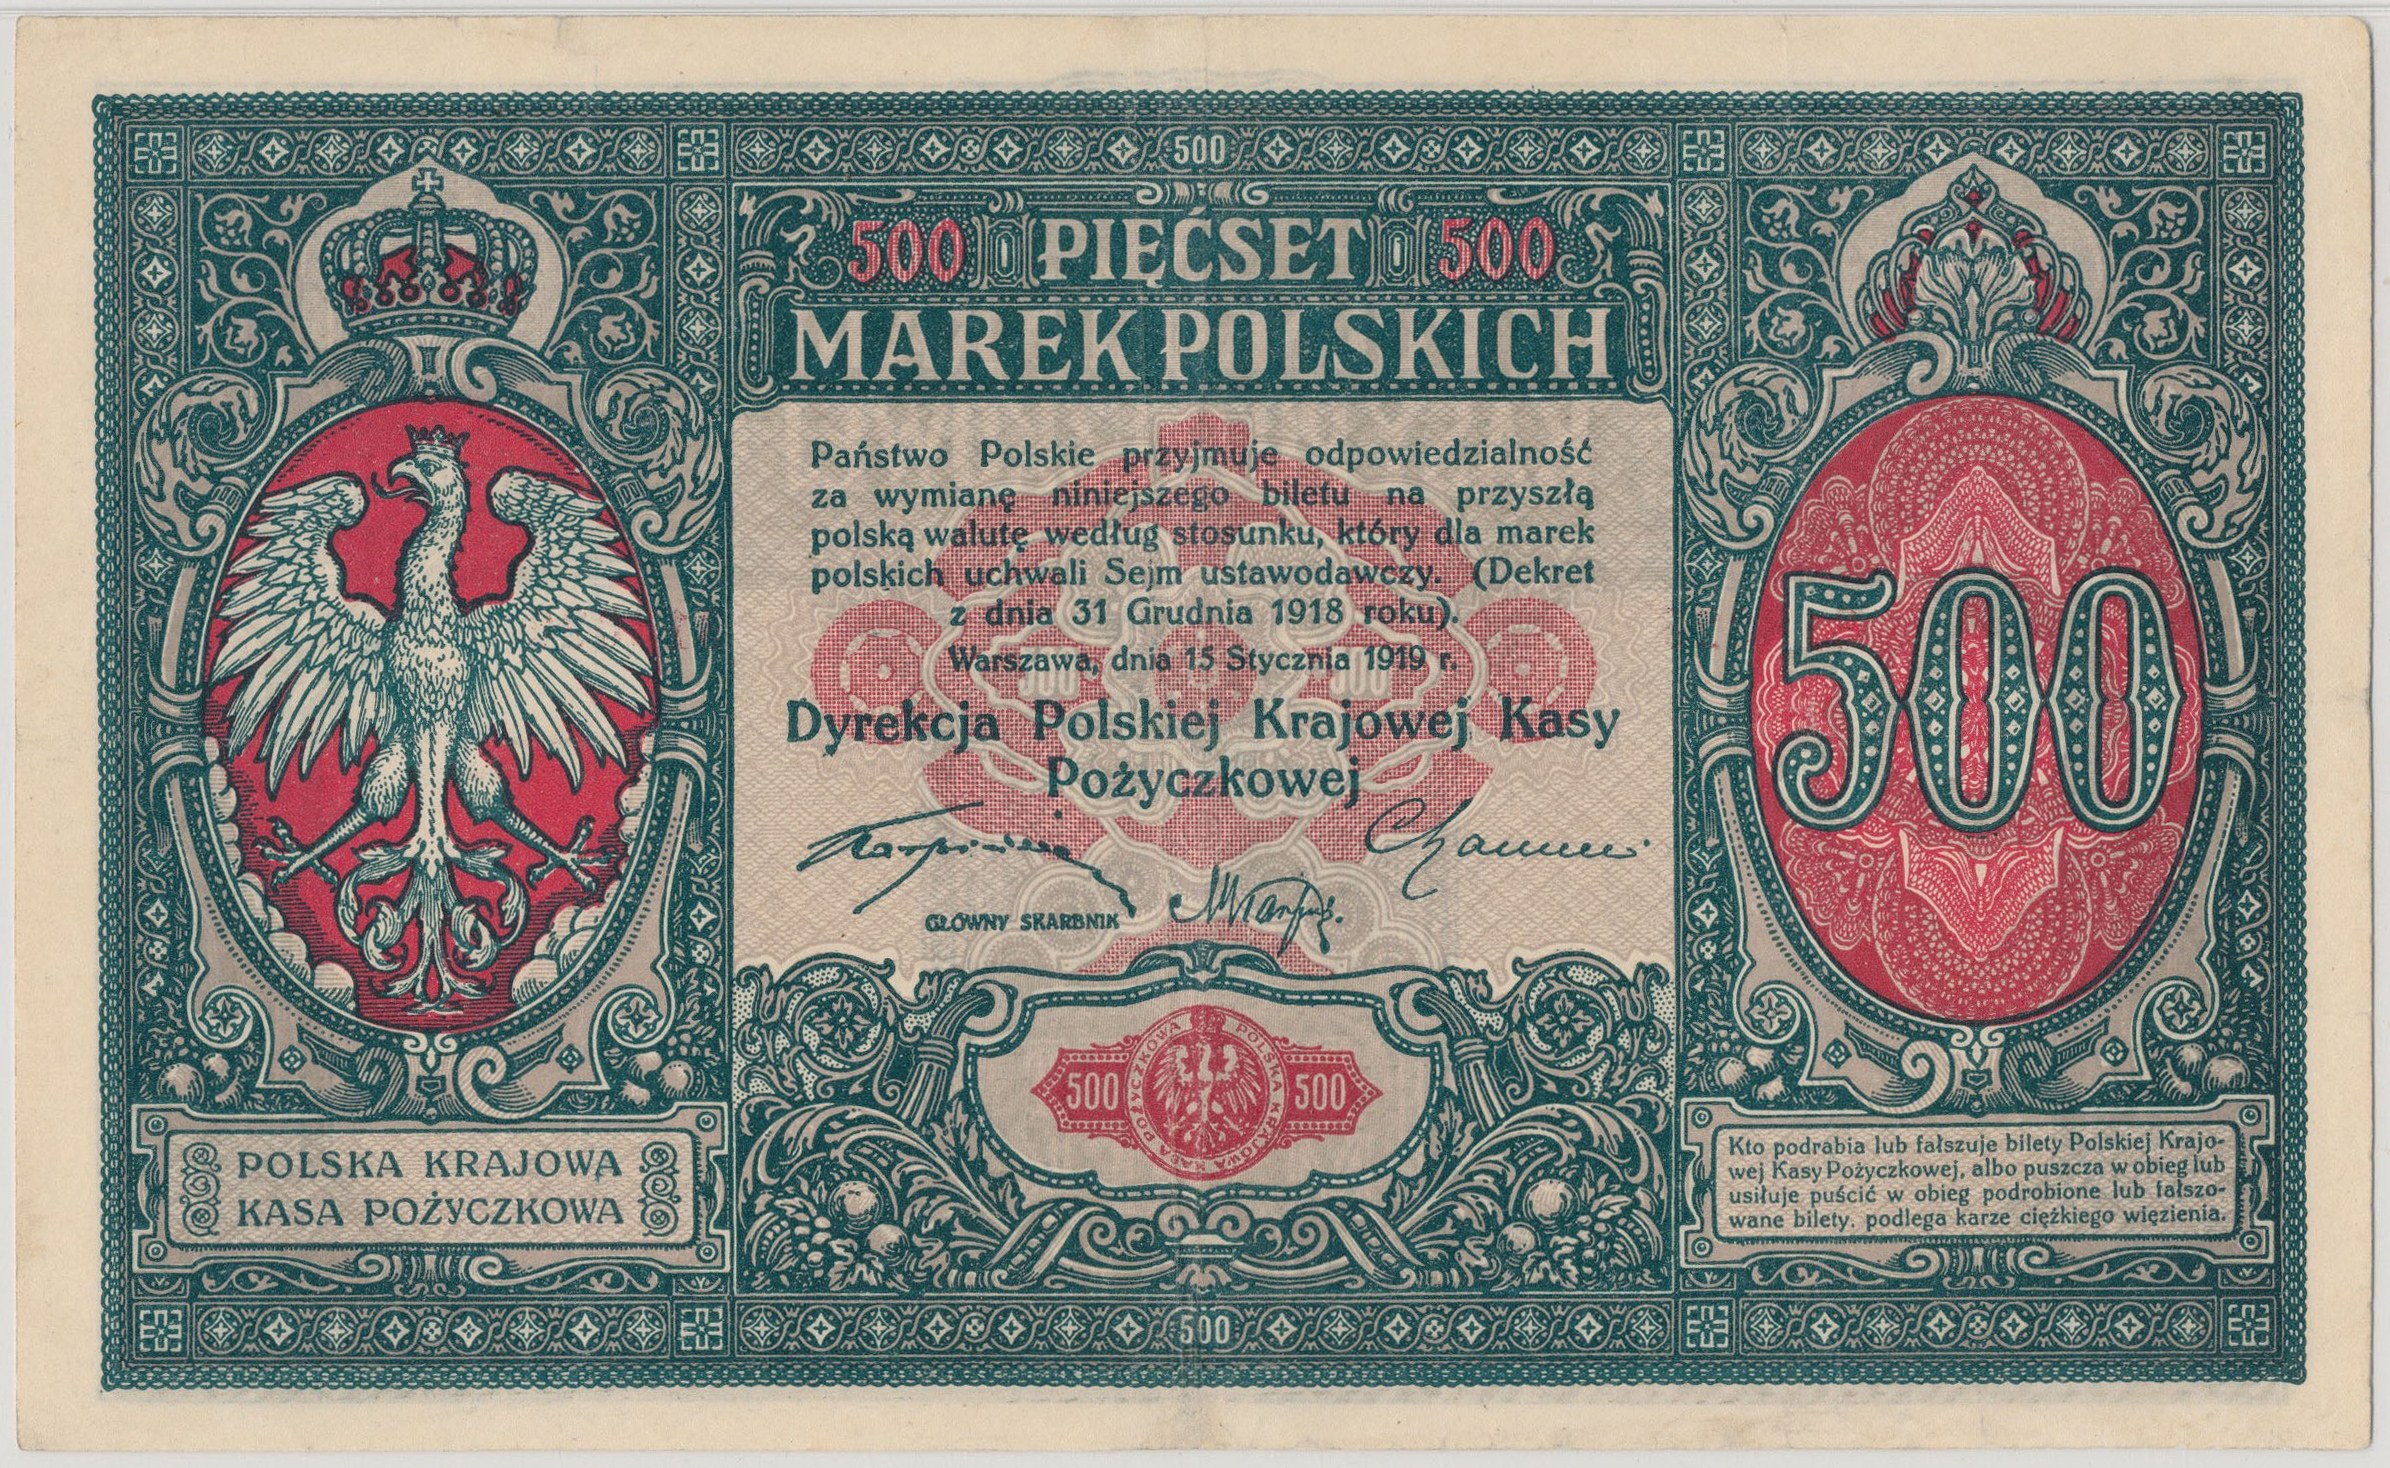 500
500 PIĘĆSET 500
MAREK POLSKICH
Państwo Polskie przyjmuje odpowiedzialność
za wymianę niniejszego biletu na przyszłą
polską walutę według stosunku, który dla marek
polskich uchwali Sejm ustawodawczy. (Dekret
z dnia 31 Grudnia 1918 roku).
Warszawa, dnia 15 Stycznia 1919 r.
Dyrekcja Polskiej Krajowej Kasy
Pożyczkowej
GŁÓWNY SKARBNIK
500
500 POLSKA KRAJOWA KASA POŻYCZKOWA 500
POLSKA KRAJOWA
KASA POŻYCZKOWA
Kto podrabia lub fałszuje bilety Polskiej Krajo-
wej Kasy Pożyczkowej, albo puszcza w obieg lub
usiłuje puścić w obieg podrobione lub fałszo-
wane bilety, podlega karze ciężkiego więzienia.
500